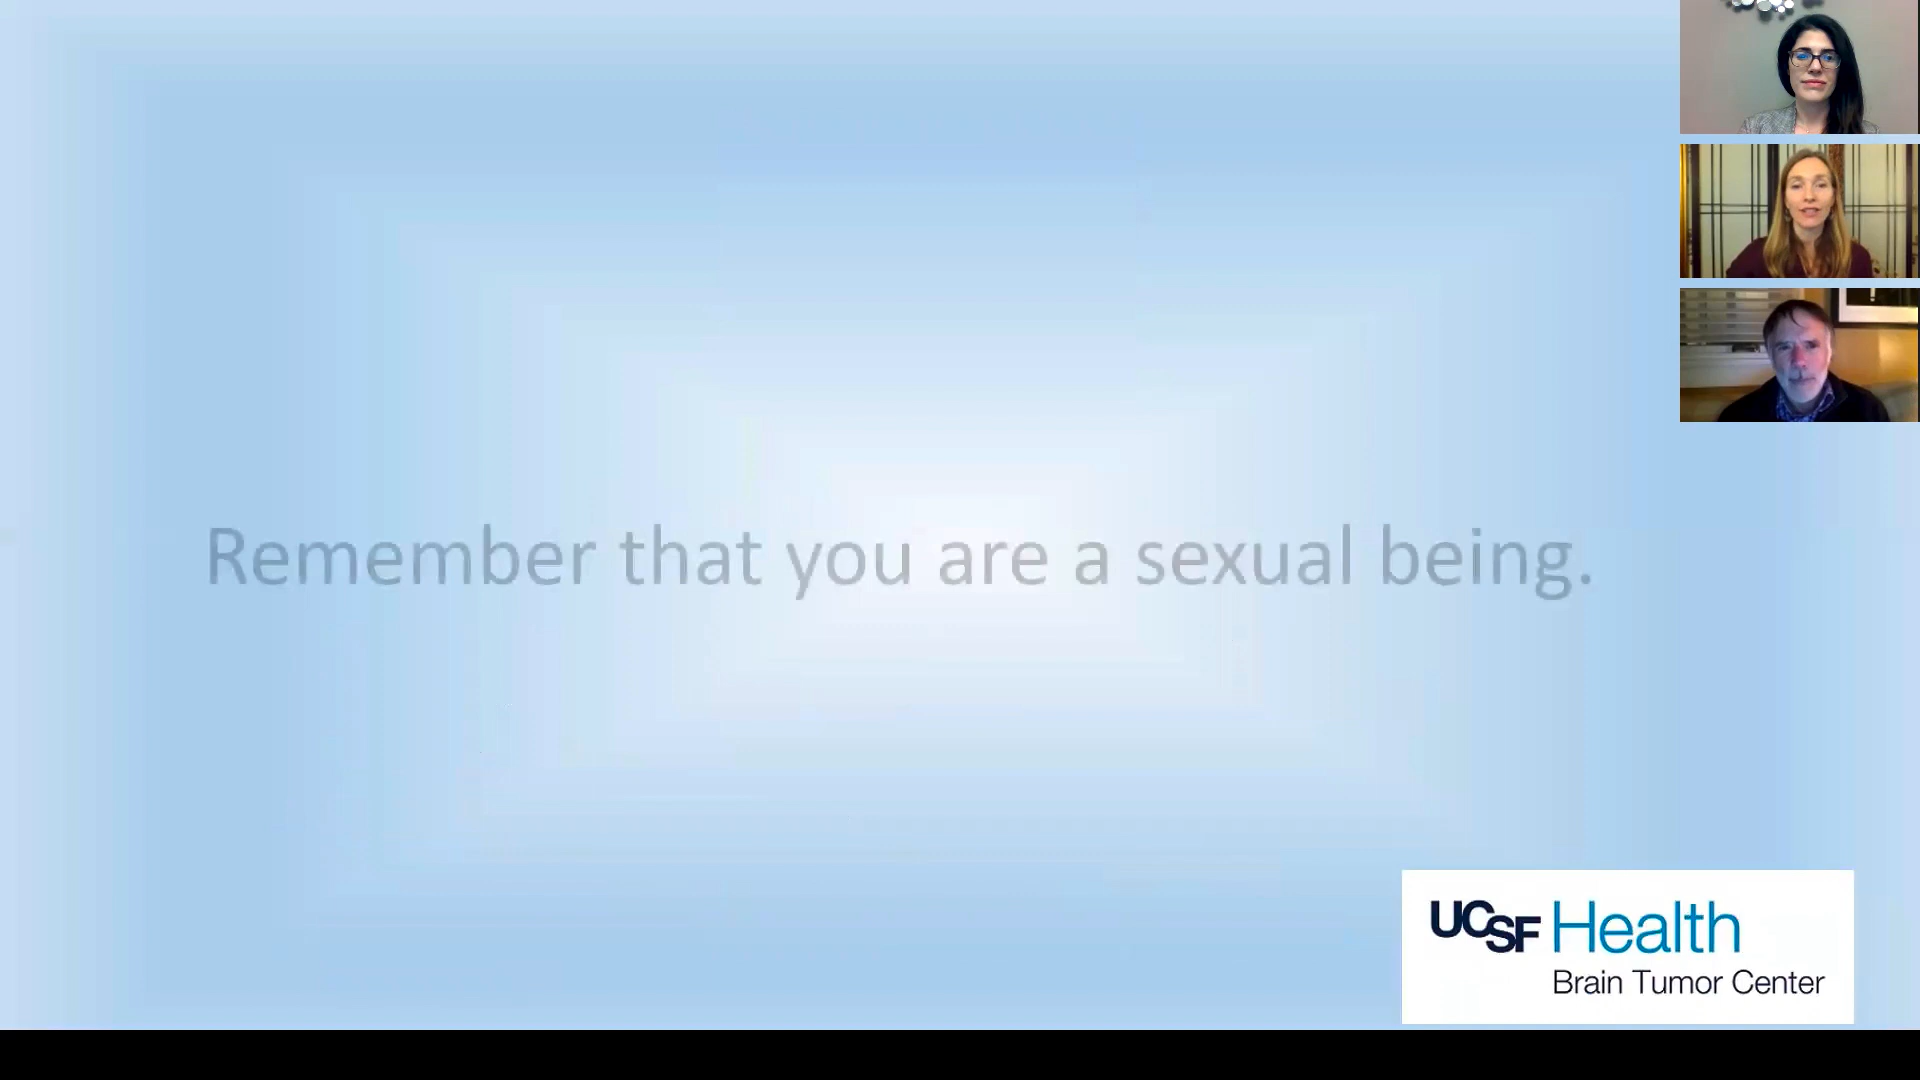 Remember that you are a sexual being.
UCSF Health
Brain Tumor Center